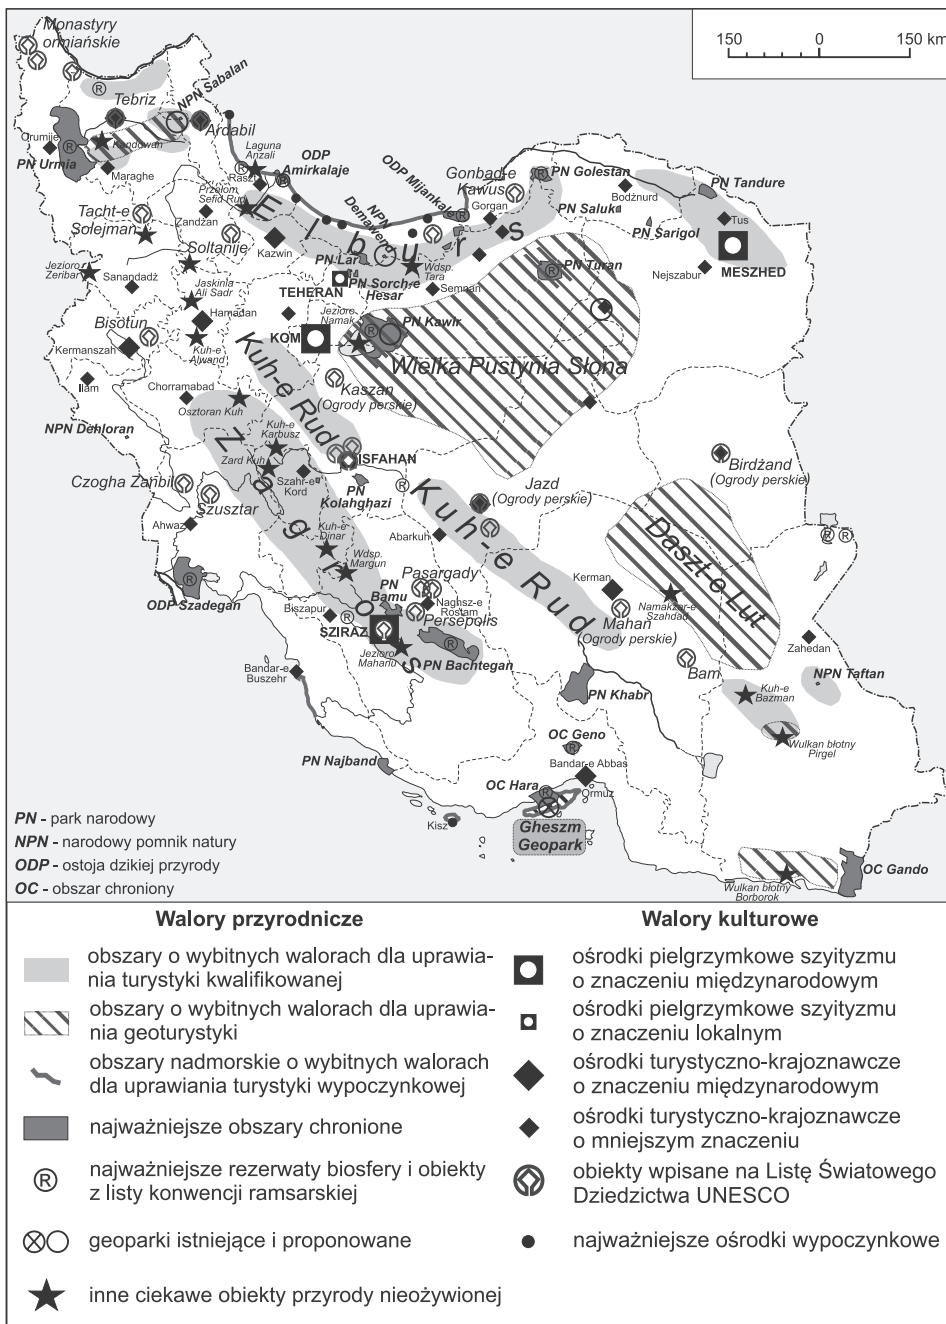 Monastyry
ormiańskie
150 0 150 km
NPN Sabalan
Tebriz
Ardabil
Orumije
Kandowan
PN Urmia
Maraghe
Laguna
Anzali
ODP
Amirkalaje
Raszt
Przełom
Sefid Rud
ODP Mijankal
Gonbad-e
Kawus
PN Golestan
Gorgan
Bodżnurd
PN Tandure
Tus
PN Saluk
PN Sarigol
MESZHED
Nejszabur
Tacht-e
Solejman
Zandżan
Soltanije
Elburs
NPN
Demawend
Kazwin
PN Lar
Wdsp.
Tara
PN Turan
TEHERAN
PN Sorch-e
Hesar
Semnan
Jezioro
Zeribar
Sanandadż
Jaskinia
Ali Sadr
Hamadan
Jezioro
Namak
PN Kawir
KOM
Bisotun
Kermanszah
Kuh-e
Alwand
Wielka Pustynia Słona
Kuh-e Rud
Kaszan
(Ogrody perskie)
Ilam
Chorramabad
Osztoran Kuh
NPN Dehloran
Zagros
Kuh-e
Karbusz
Zard Kuh
ISFAHAN
Szahr-e
Kord
PN
Kolahghazi
Czogha Zanbil
Szusztar
Ahwaz
Kuh-e Rud
Jazd
(Ogrody perskie)
Birdżand
(Ogrody perskie)
Abarkuh
Kuh-e
Dinar
Wdsp.
Margun
Daszt-e Lut
PN
Bamu
Pasargady
Naghsz-e
Rostam
Persepolis
ODP Szadegan
Biszapur
SZIRAZ
Kerman
Namakzar-e
Szahdad
Mahan
(Ogrody perskie)
Jezioro
Maharlu
PN Bachtegan
Bandar-e
Buszehr
Zahedan
Bam
NPN Taftan
Kuh-e
Bazman
PN Khabr
Wulkan błotny
Pirgel
OC Geno
PN Najband
Bandar-e Abbas
OC Hara
Ormuz
Kisz
Gheszm
Geopark
OC Gando
Wulkan błotny
Borborok
PN - park narodowy
NPN - narodowy pomnik natury
ODP - ostoja dzikiej przyrody
OC - obszar chroniony
Walory przyrodnicze
obszary o wybitnych walorach dla uprawia-
nia turystyki kwalifikowanej
obszary o wybitnych walorach dla uprawia-
nia geoturystyki
obszary nadmorskie o wybitnych walorach
dla uprawiania turystyki wypoczynkowej
najważniejsze obszary chronione
R najważniejsze rezerwaty biosfery i obiekty
z listy konwencji ramsarskiej
geoparki istniejące i proponowane
inne ciekawe obiekty przyrody nieożywionej
Walory kulturowe
ośrodki pielgrzymkowe szyityzmu
o znaczeniu międzynarodowym
ośrodki pielgrzymkowe szyityzmu
o znaczeniu lokalnym
ośrodki turystyczno-krajoznawcze
o znaczeniu międzynarodowym
ośrodki turystyczno-krajoznawcze
o mniejszym znaczeniu
obiekty wpisane na Listę Światowego
Dziedzictwa UNESCO
najważniejsze ośrodki wypoczynkowe